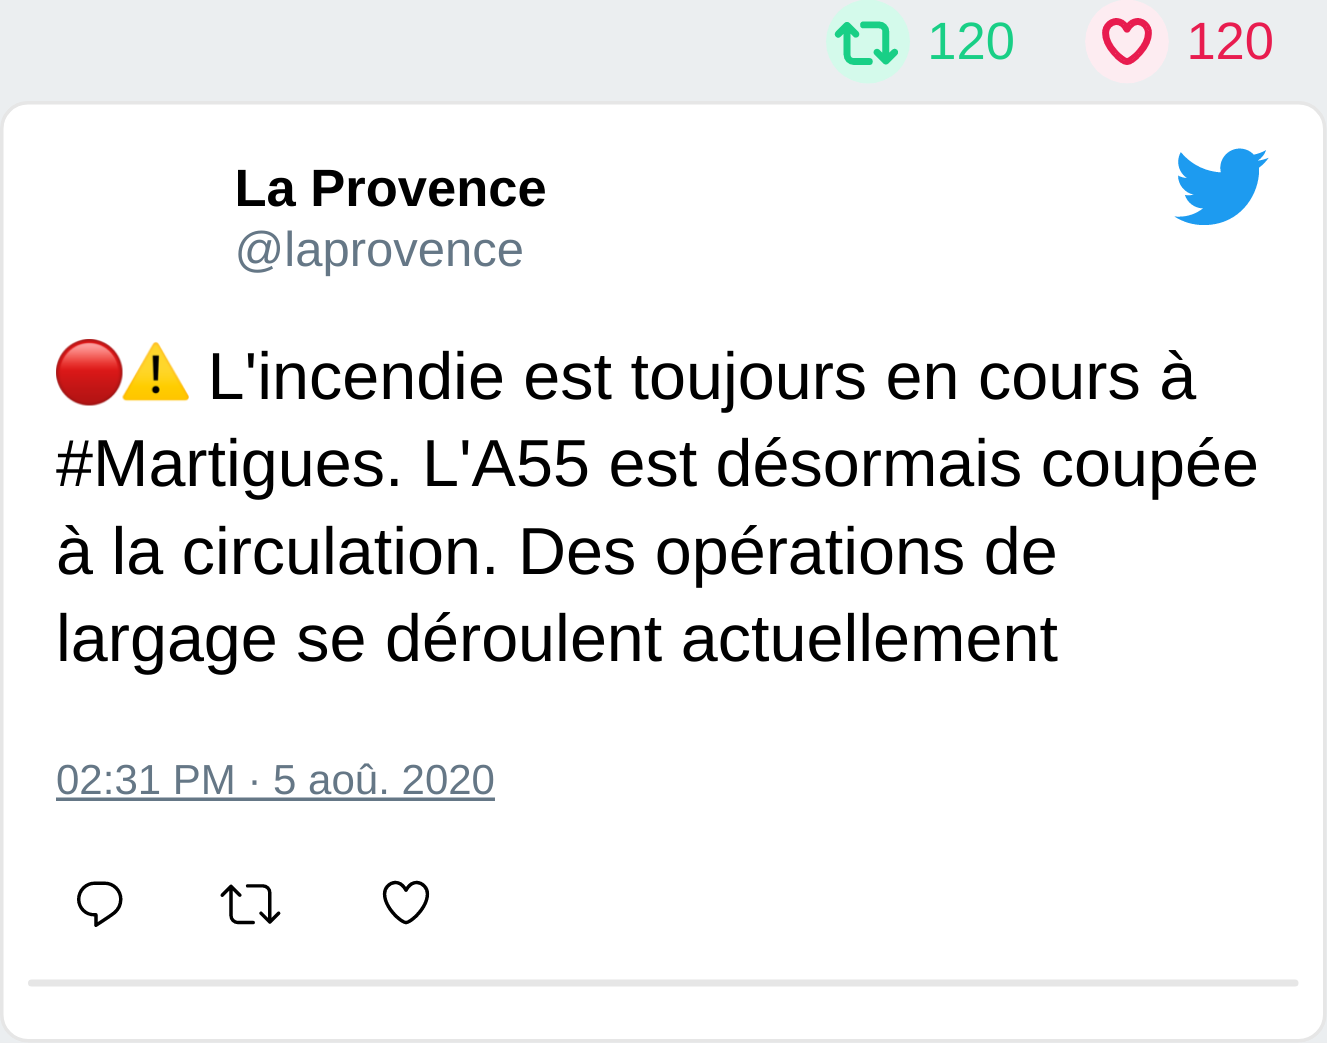 120 120
La Provence
@laprovence
🔴⚠️ L'incendie est toujours en cours à
#Martigues. L'A55 est désormais coupée
à la circulation. Des opérations de
largage se déroulent actuellement
02:31 PM · 5 aoû. 2020